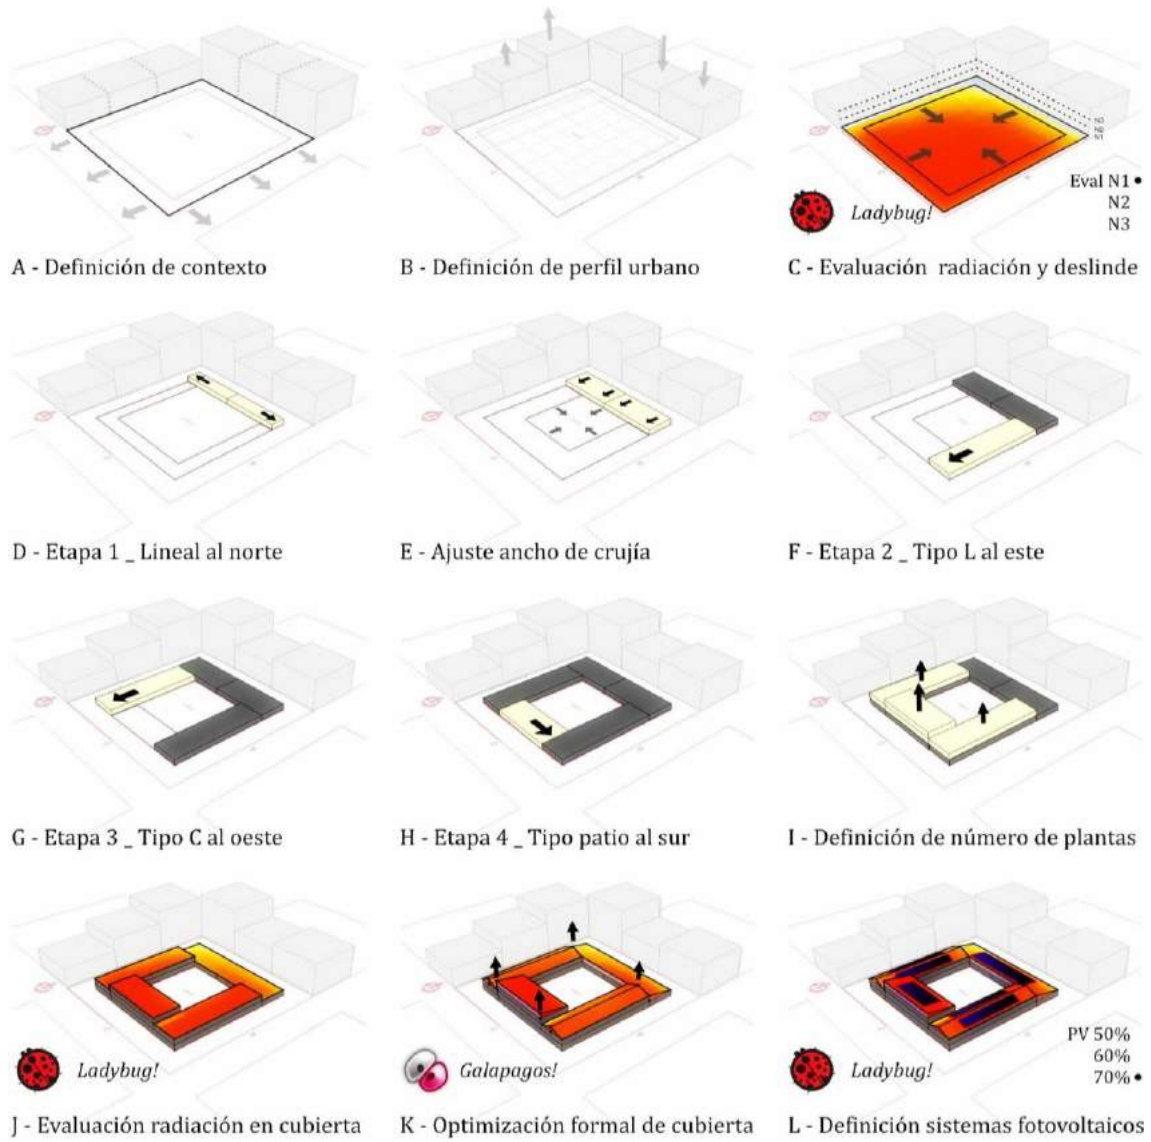 N3
N2
N1
Eval N1 •
N2
N3
Ladybug!
A - Definición de contexto
B - Definición de perfil urbano
C - Evaluación radiación y deslinde
D - Etapa 1 _ Lineal al norte
E - Ajuste ancho de crujía
F - Etapa 2 _ Tipo L al este
G - Etapa 3 _ Tipo C al oeste
H - Etapa 4 _ Tipo patio al sur
I - Definición de número de plantas
Ladybug!
Galapagos!
Ladybug!
PV 50%
60%
70% •
J - Evaluación radiación en cubierta
K - Optimización formal de cubierta
L - Definición sistemas fotovoltaicos